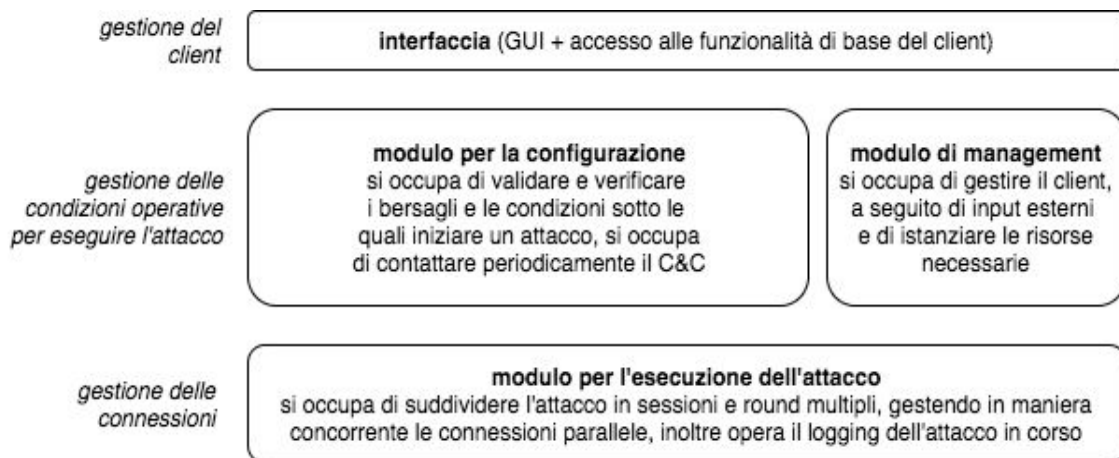 gestione del
client
interfaccia (GUI + accesso alle funzionalità di base del client)
gestione delle
condizioni operative
per eseguire l'attacco
modulo per la configurazione
si occupa di validare e verificare
i bersagli e le condizioni sotto le
quali iniziare un attacco, si occupa
di contattare periodicamente il C&C
modulo di management
si occupa di gestire il client,
a seguito di input esterni
e di istanziare le risorse
necessarie
gestione delle
connessioni
modulo per l'esecuzione dell'attacco
si occupa di suddividere l'attacco in sessioni e round multipli, gestendo in maniera
concorrente le connessioni parallele, inoltre opera il logging dell'attacco in corso